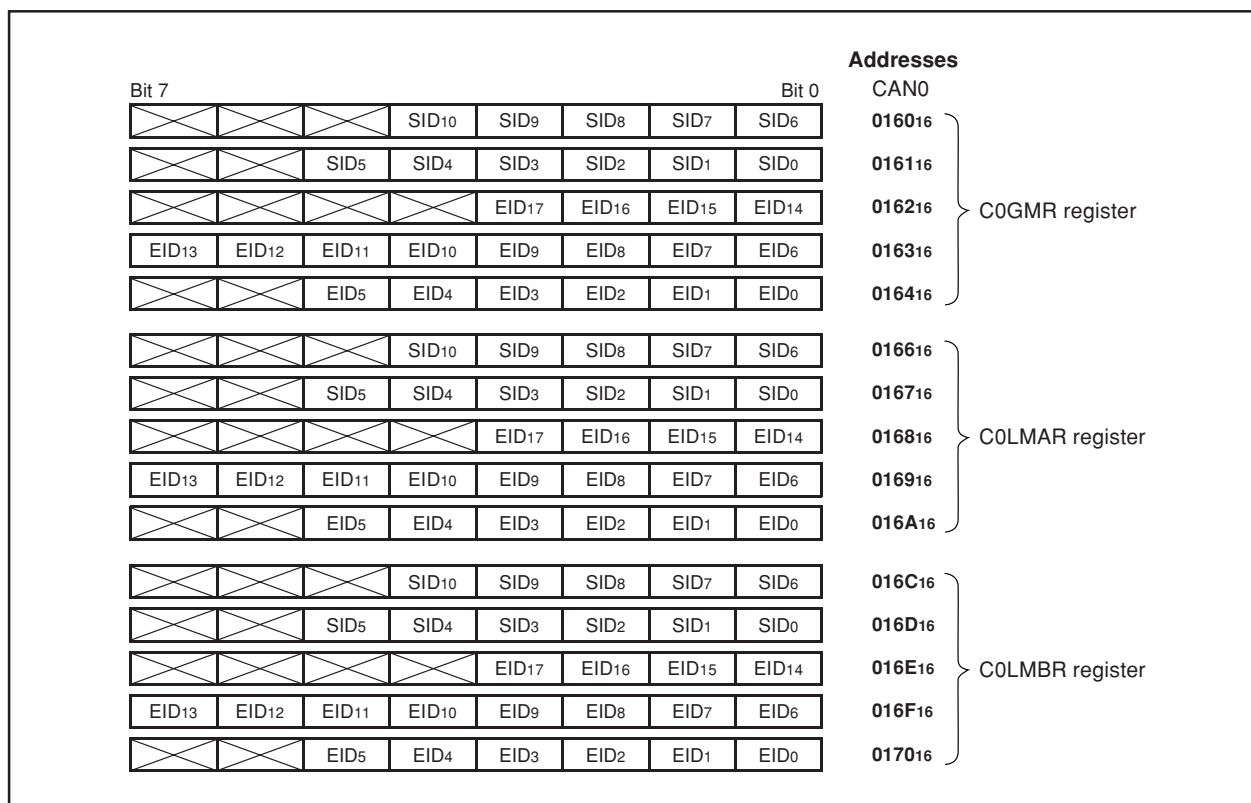 Addresses
Bit 7 Bit 0 CAN0
SID10 SID9 SID8 SID7 SID6 016016
SID5 SID4 SID3 SID2 SID1 SID0 016116
EID17 EID16 EID15 EID14 016216 C0GMR register
EID13 EID12 EID11 EID10 EID9 EID8 EID7 EID6 016316
EID5 EID4 EID3 EID2 EID1 EID0 016416
SID10 SID9 SID8 SID7 SID6 016616
SID5 SID4 SID3 SID2 SID1 SID0 016716
EID17 EID16 EID15 EID14 016816 C0LMAR register
EID13 EID12 EID11 EID10 EID9 EID8 EID7 EID6 016916
EID5 EID4 EID3 EID2 EID1 EID0 016A16
SID10 SID9 SID8 SID7 SID6 016C16
SID5 SID4 SID3 SID2 SID1 SID0 016D16
EID17 EID16 EID15 EID14 016E16 C0LMBR register
EID13 EID12 EID11 EID10 EID9 EID8 EID7 EID6 016F16
EID5 EID4 EID3 EID2 EID1 EID0 017016